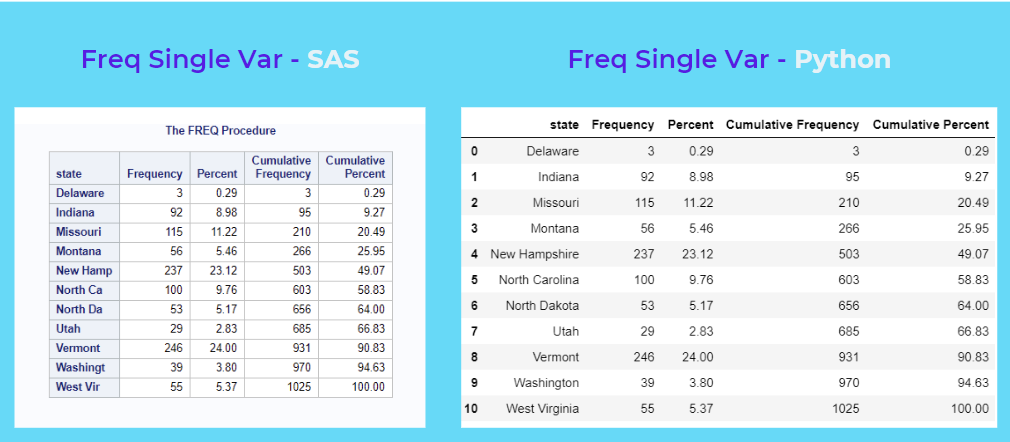 Freq Single Var - SAS
The FREQ Procedure
state Frequency Percent Cumulative Frequency Cumulative Percent
Delaware 3 0.29 3 0.29
Indiana 92 8.98 95 9.27
Missouri 115 11.22 210 20.49
Montana 56 5.46 266 25.95
New Hamp 237 23.12 503 49.07
North Ca 100 9.76 603 58.83
North Da 53 5.17 656 64.00
Utah 29 2.83 685 66.83
Vermont 246 24.00 931 90.83
Washingt 39 3.80 970 94.63
West Vir 55 5.37 1025 100.00
Freq Single Var - Python
state Frequency Percent Cumulative Frequency Cumulative Percent
0 Delaware 3 0.29 3 0.29
1 Indiana 92 8.98 95 9.27
2 Missouri 115 11.22 210 20.49
3 Montana 56 5.46 266 25.95
4 New Hampshire 237 23.12 503 49.07
5 North Carolina 100 9.76 603 58.83
6 North Dakota 53 5.17 656 64.00
7 Utah 29 2.83 685 66.83
8 Vermont 246 24.00 931 90.83
9 Washington 39 3.80 970 94.63
10 West Virginia 55 5.37 1025 100.00